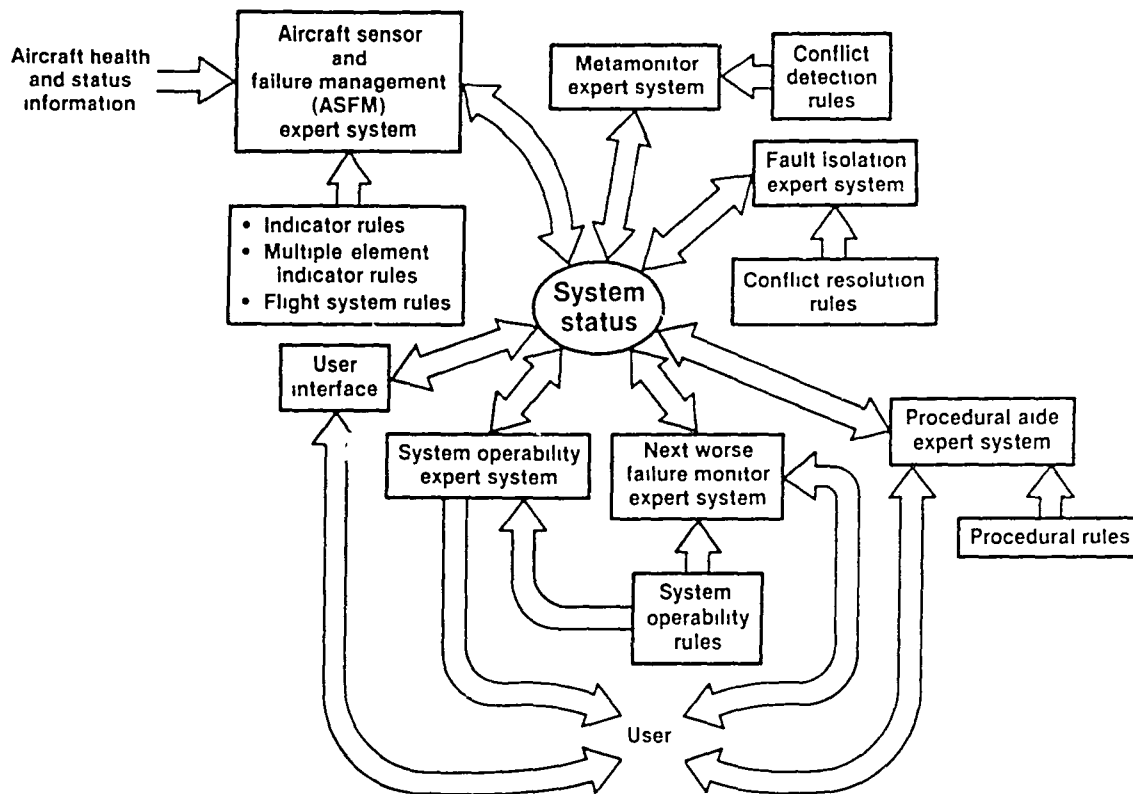 Aircraft health
and status
information
Aircraft sensor
and
failure management
(ASFM)
expert system
• Indicator rules
• Multiple element
indicator rules
• Flight system rules
Metamonitor
expert system
Conflict
detection
rules
Fault isolation
expert system
Conflict resolution
rules
System
status
User
interface
System operability
expert system
Next worse
failure monitor
expert system
Procedural aide
expert system
Procedural rules
System
operability
rules
User